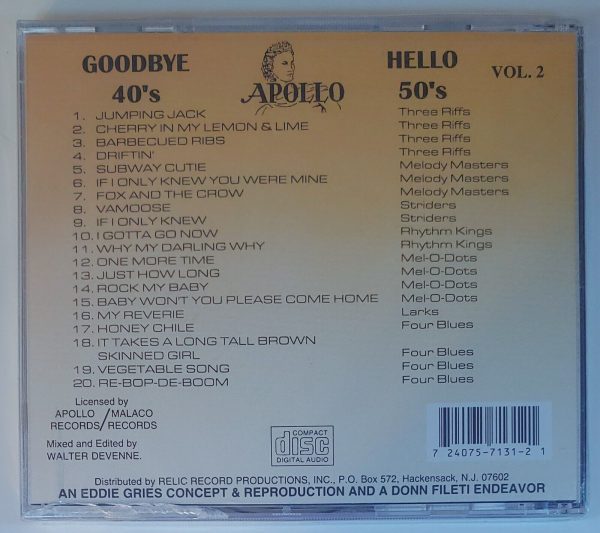 GOODBYE HELLO
40's APOLLO 50's VOL. 2
1. JUMPING JACK Three Riffs
2. CHERRY IN MY LEMON & LIME Three Riffs
3. BARBECUED RIBS Three Riffs
4. DRIFTIN' Three Riffs
5. SUBWAY CUTIE Melody Masters
6. IF I ONLY KNEW YOU WERE MINE Melody Masters
7. FOX AND THE CROW Melody Masters
8. VAMOOSE Striders
9. IF I ONLY KNEW Striders
10. I GOTTA GO NOW Rhythm Kings
11. WHY MY DARLING WHY Rhythm Kings
12. ONE MORE TIME Mel-O-Dots
13. JUST HOW LONG Mel-O-Dots
14. ROCK MY BABY Mel-O-Dots
15. BABY WON'T YOU PLEASE COME HOME Mel-O-Dots
16. MY REVERIE Larks
17. HONEY CHILE Four Blues
18. IT TAKES A LONG TALL BROWN
SKINNED GIRL Four Blues
19. VEGETABLE SONG Four Blues
20. RE-BOP-DE-BOOM Four Blues
Licensed by
APOLLO / MALACO
RECORDS / RECORDS
Mixed and Edited by
WALTER DEVENNE.
COMPACT
disc
DIGITAL AUDIO
7 24075-7131-2 1
Distributed by RELIC RECORD PRODUCTIONS, INC., P.O. Box 572, Hackensack, N.J. 07602
AN EDDIE GRIES CONCEPT & REPRODUCTION AND A DONN FILETI ENDEAVOR